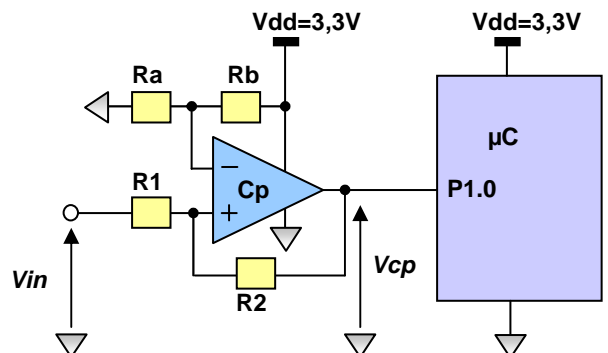 Vdd=3,3V
Vdd=3,3V
Ra
Rb
µC
R1
−
Cp
P1.0
+
Vin
R2
Vcp